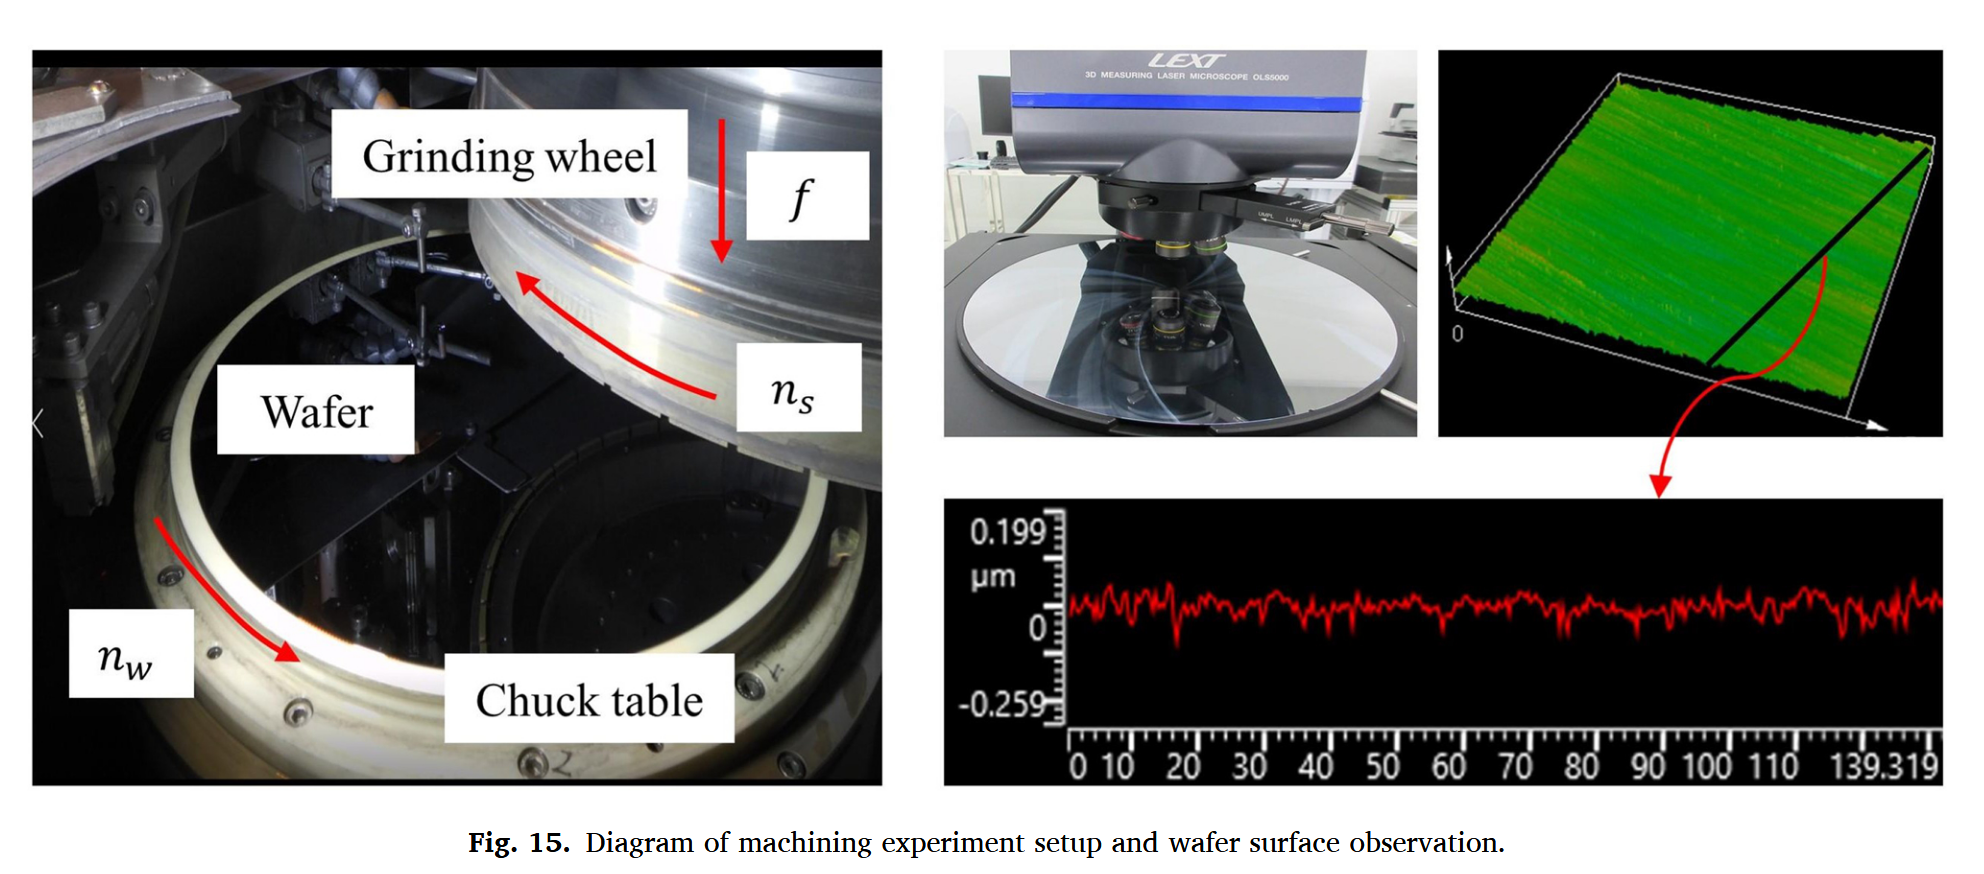 Grinding wheel
f
n_s
Wafer
n_w
Chuck table
LEXT
3D MEASURING LASER MICROSCOPE OLS5000
UMPL LMPL
0
0.199
µm
0
-0.259
0 10 20 30 40 50 60 70 80 90 100 110 139.319
Fig. 15. Diagram of machining experiment setup and wafer surface observation.